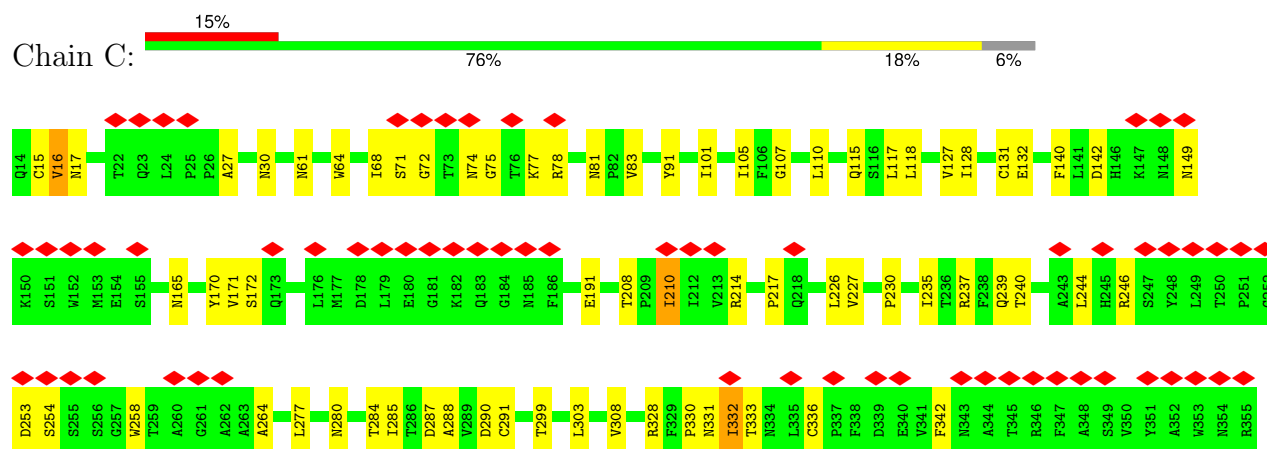 15%
Chain C:
76% 18% 6%
Q14 C15 V16 N17 T22 Q23 L24 P25 P26 A27 N30 N61 W64 I68 S71 G72 T73 N74 G75 T76 K77 R78 N81 P82 V83 Y91 I101 I105 F106 G107 L110 Q115 S116 L117 L118 V127 I128 C131 E132 F140 L141 D142 H146 K147 N148 N149
K150 S151 W152 M153 E154 S155 N165 Y170 V171 S172 Q173 L176 M177 D178 L179 E180 G181 K182 Q183 G184 N185 F186 E191 T208 P209 I210 I212 V213 R214 P217 Q218 L226 V227 P230 I235 T236 R237 F238 Q239 T240 A243 L244 H245 R246 S247 Y248 L249 T250 P251
D253 S254 S255 S256 G257 W258 T259 A260 G261 A262 A263 A264 L277 N280 T284 I285 T286 D287 A288 V289 D290 C291 T299 L303 V308 R328 F329 P330 N331 I332 T333 N334 L335 C336 P337 F338 D339 E340 V341 F342 N343 A344 T345 R346 F347 A348 S349 V350 Y351 A352 W353 N354 R355